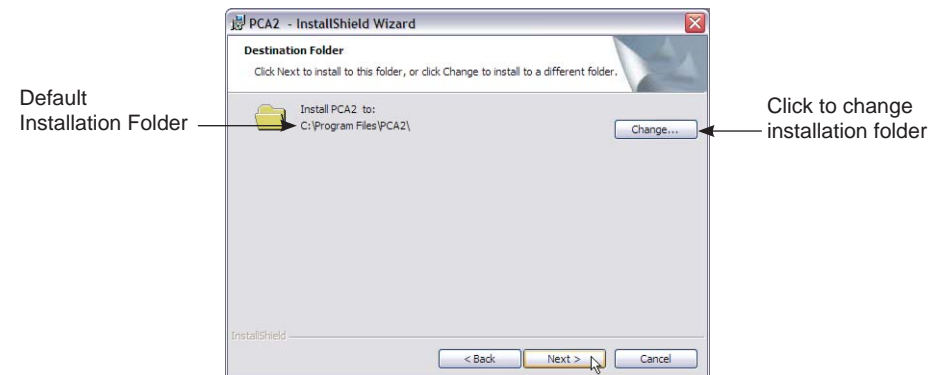 PCA2 - InstallShield Wizard
Destination Folder
Click Next to install to this folder, or click Change to install to a different folder.
Default
Installation Folder
Install PCA2 to:
C:\Program Files\PCA2\
Change...
Click to change
installation folder
InstallShield
< Back
Next >
Cancel